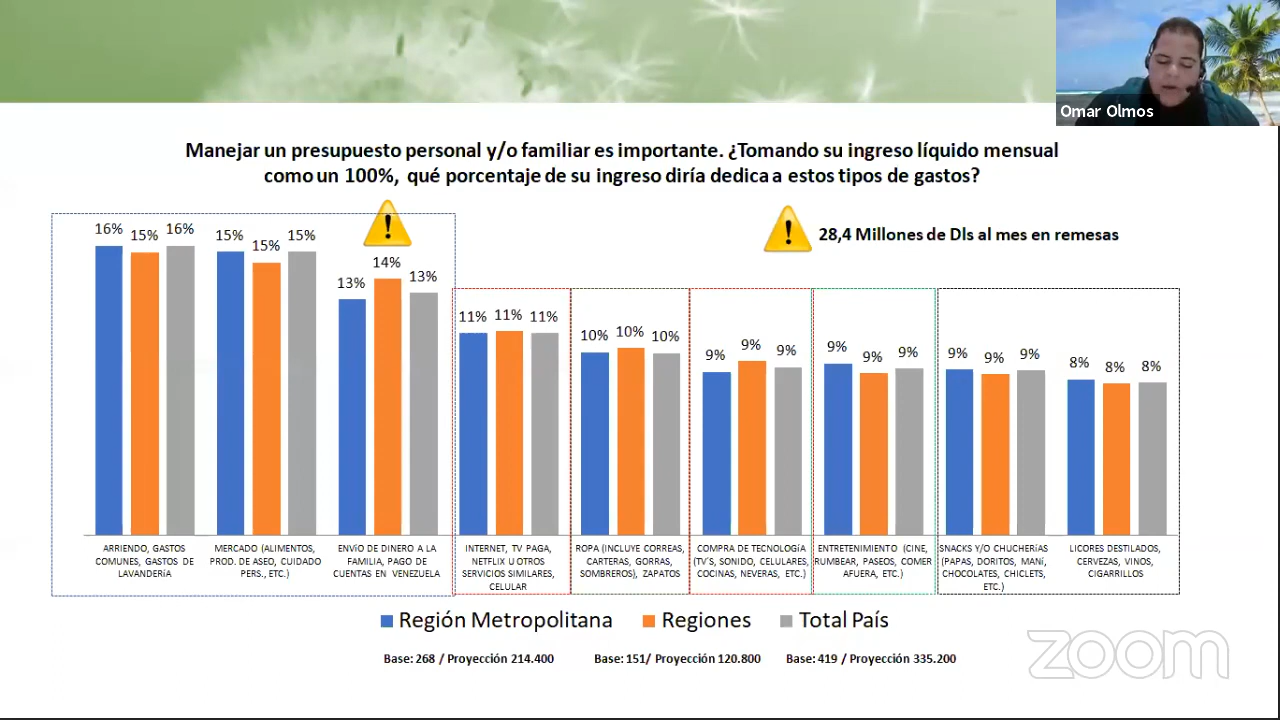 Omar Olmos
Manejar un presupuesto personal y/o familiar es importante. ¿Tomando su ingreso líquido mensual
como un 100%, qué porcentaje de su ingreso diría dedica a estos tipos de gastos?
28,4 Millones de Dls al mes en remesas
16% 15% 16%
15% 15% 15%
13% 14% 13%
11% 11% 11%
10% 10% 10%
9% 9% 9%
9% 9% 9%
9% 9% 9%
8% 8% 8%
ARRIENDO, GASTOS
COMUNES, GASTOS DE
LAVANDERÍA
MERCADO (ALIMENTOS,
PROD. DE ASEO, CUIDADO
PERS., ETC.)
ENVÍO DE DINERO A LA
FAMILIA, PAGO DE
CUENTAS EN VENEZUELA
INTERNET, TV PAGA,
NETFLIX U OTROS
SERVICIOS SIMILARES,
CELULAR
ROPA (INCLUYE CORREAS,
CARTERAS, GORRAS,
SOMBREROS), ZAPATOS
COMPRA DE TECNOLOGÍA
(TV´S, SONIDO, CELULARES,
COCINAS, NEVERAS, ETC.)
ENTRETENIMIENTO (CINE,
RUMBEAR, PASEOS, COMER
AFUERA, ETC.)
SNACKS Y/O CHUCHERÍAS
(PAPAS, DORITOS, MANÍ,
CHOCOLATES, CHICLETS,
ETC.)
LICORES DESTILADOS,
CERVEZAS, VINOS,
CIGARRILLOS
Región Metropolitana Regiones Total País
Base: 268 / Proyección 214.400 Base: 151/ Proyección 120.800 Base: 419 / Proyección 335.200
zoom